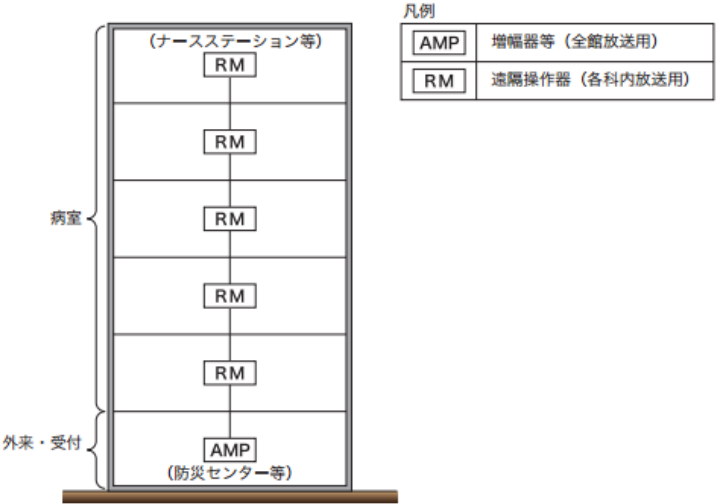 凡例
AMP 増幅器等（全館放送用）
RM 遠隔操作器（各科内放送用）
（ナースステーション等）
RM
RM
RM
RM
RM
AMP
（防災センター等）
病室
外来・受付